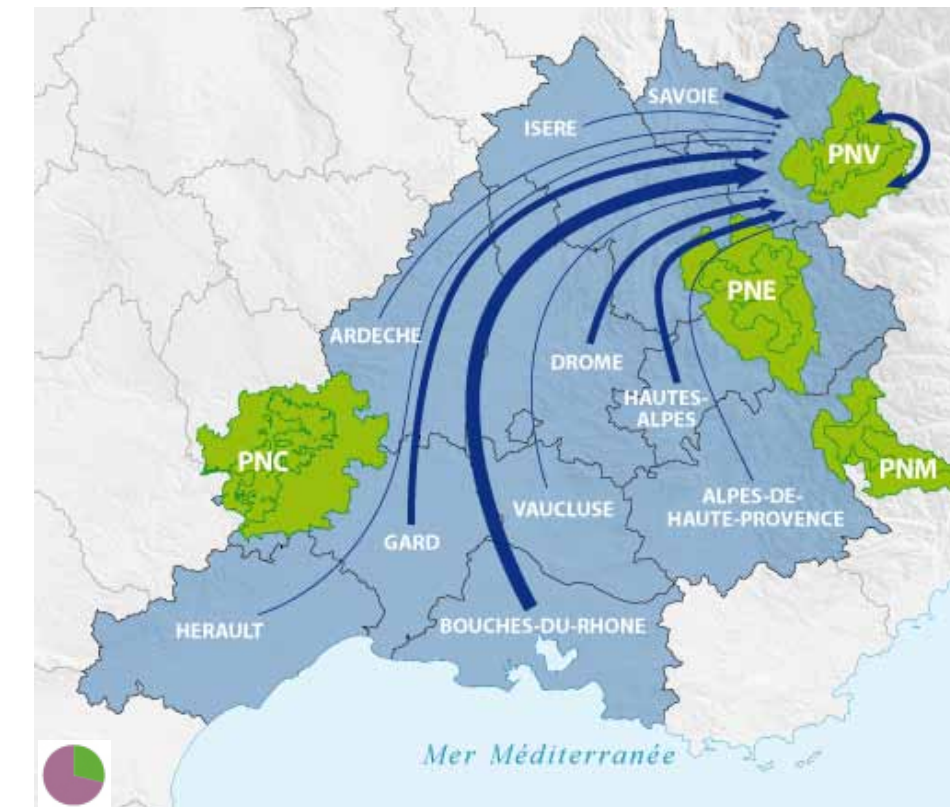 SAVOIE
ISERE
PNV
PNE
ARDECHE
DROME
HAUTES-
ALPES
PNC
PNM
VAUCLUSE
ALPES-DE-
HAUTE-PROVENCE
GARD
HERAULT
BOUCHES-DU-RHONE
Mer Méditerranée